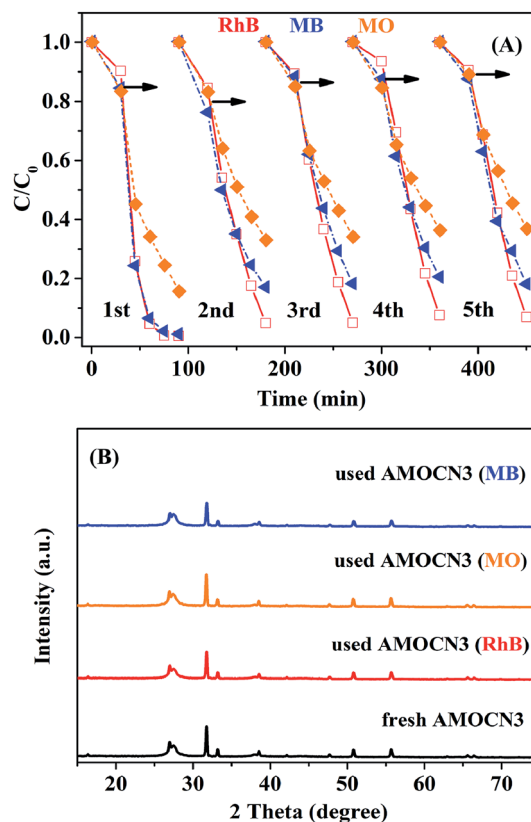 RhB MB MO
(A)
1.0
0.8
0.6
0.4
0.2
0.0
C/C0
1st 2nd 3rd 4th 5th
0 100 200 300 400
Time (min)
(B)
used AMOCN3 (MB)
used AMOCN3 (MO)
used AMOCN3 (RhB)
fresh AMOCN3
Intensity (a.u.)
20 30 40 50 60 70
2 Theta (degree)